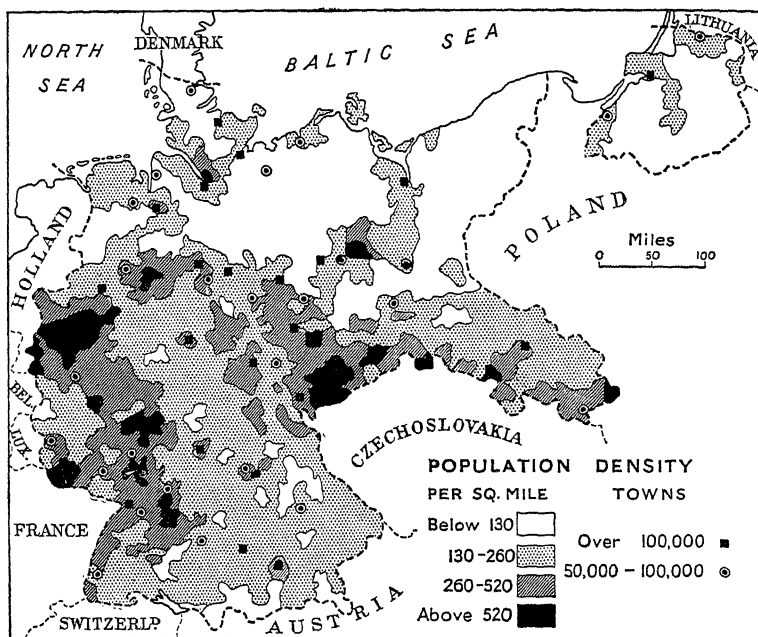 NORTH
SEA
DENMARK
BALTIC SEA
LITHUANIA
HOLLAND
POLAND
Miles
0 50 100
BEL.
LUX.
CZECHOSLOVAKIA
FRANCE
SWITZERLD.
AUSTRIA
POPULATION DENSITY
PER SQ. MILE
TOWNS
Below 130
130-260
260-520
Above 520
Over 100,000
50,000-100,000